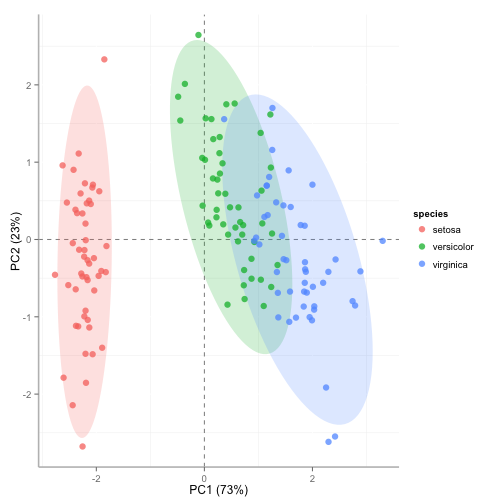 2
1
0
-1
-2
PC2 (23%)
-2
0
2
PC1 (73%)
species
setosa
versicolor
virginica